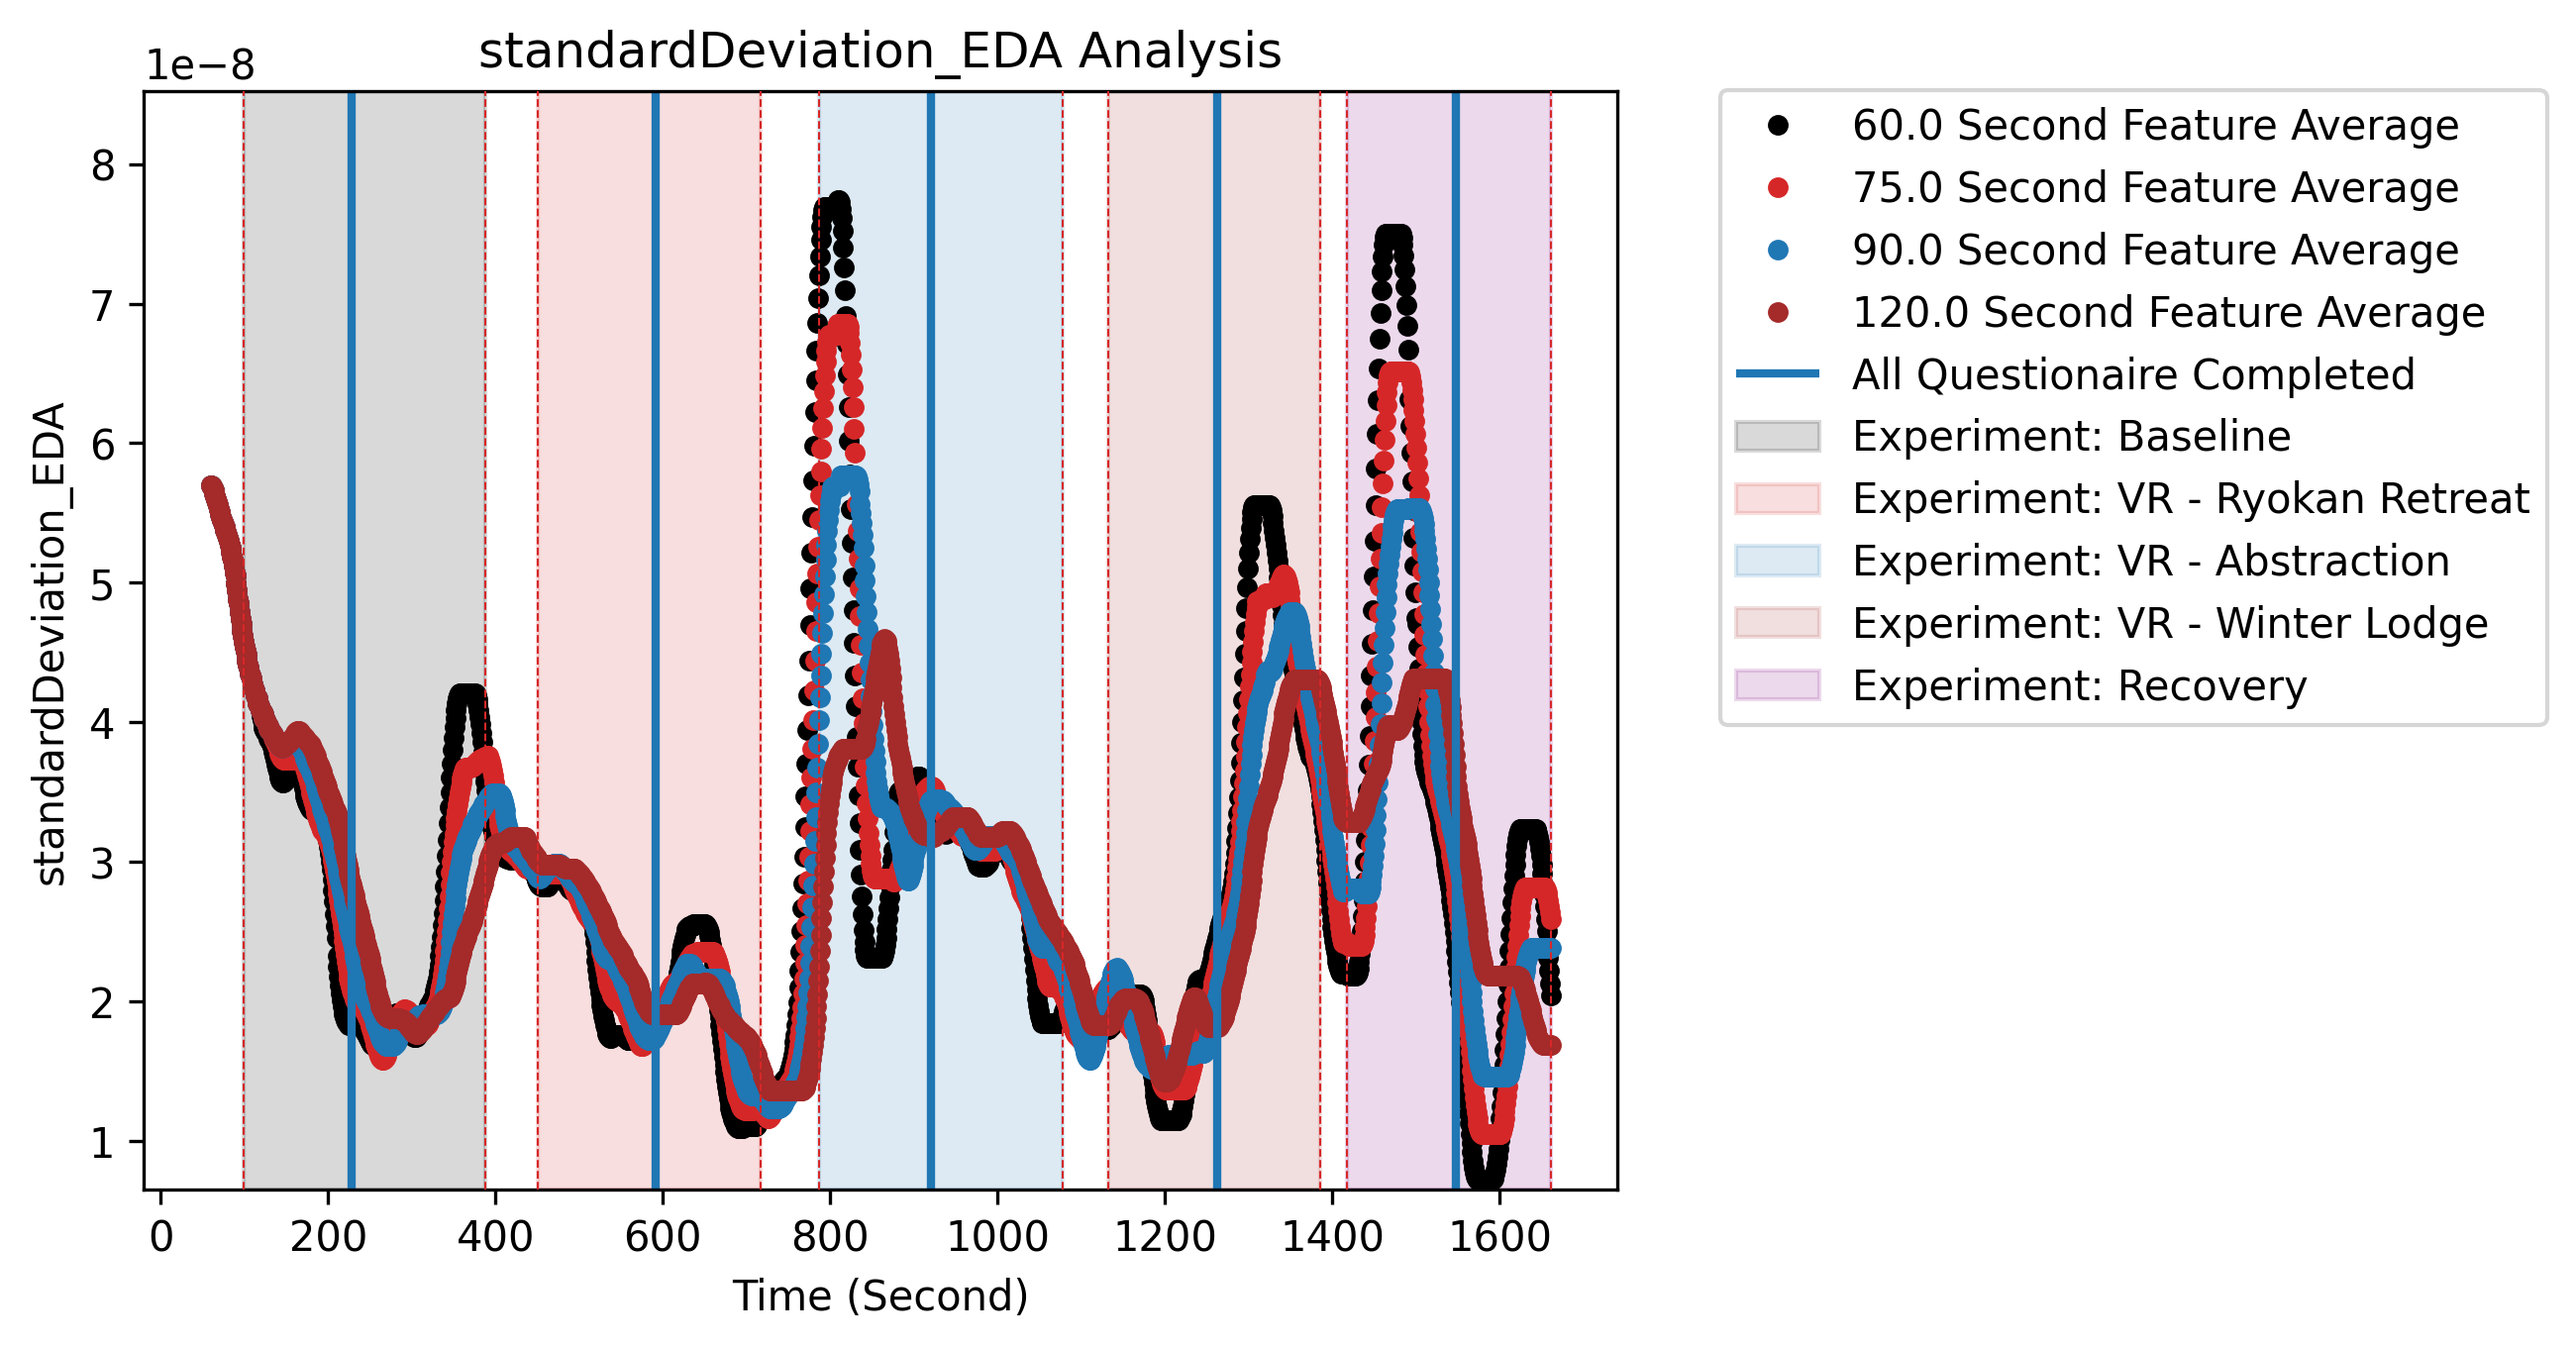 standardDeviation_EDA Analysis
1e−8
8
7
6
5
4
3
2
1
standardDeviation_EDA
0 200 400 600 800 1000 1200 1400 1600
Time (Second)
60.0 Second Feature Average
75.0 Second Feature Average
90.0 Second Feature Average
120.0 Second Feature Average
All Questionaire Completed
Experiment: Baseline
Experiment: VR - Ryokan Retreat
Experiment: VR - Abstraction
Experiment: VR - Winter Lodge
Experiment: Recovery